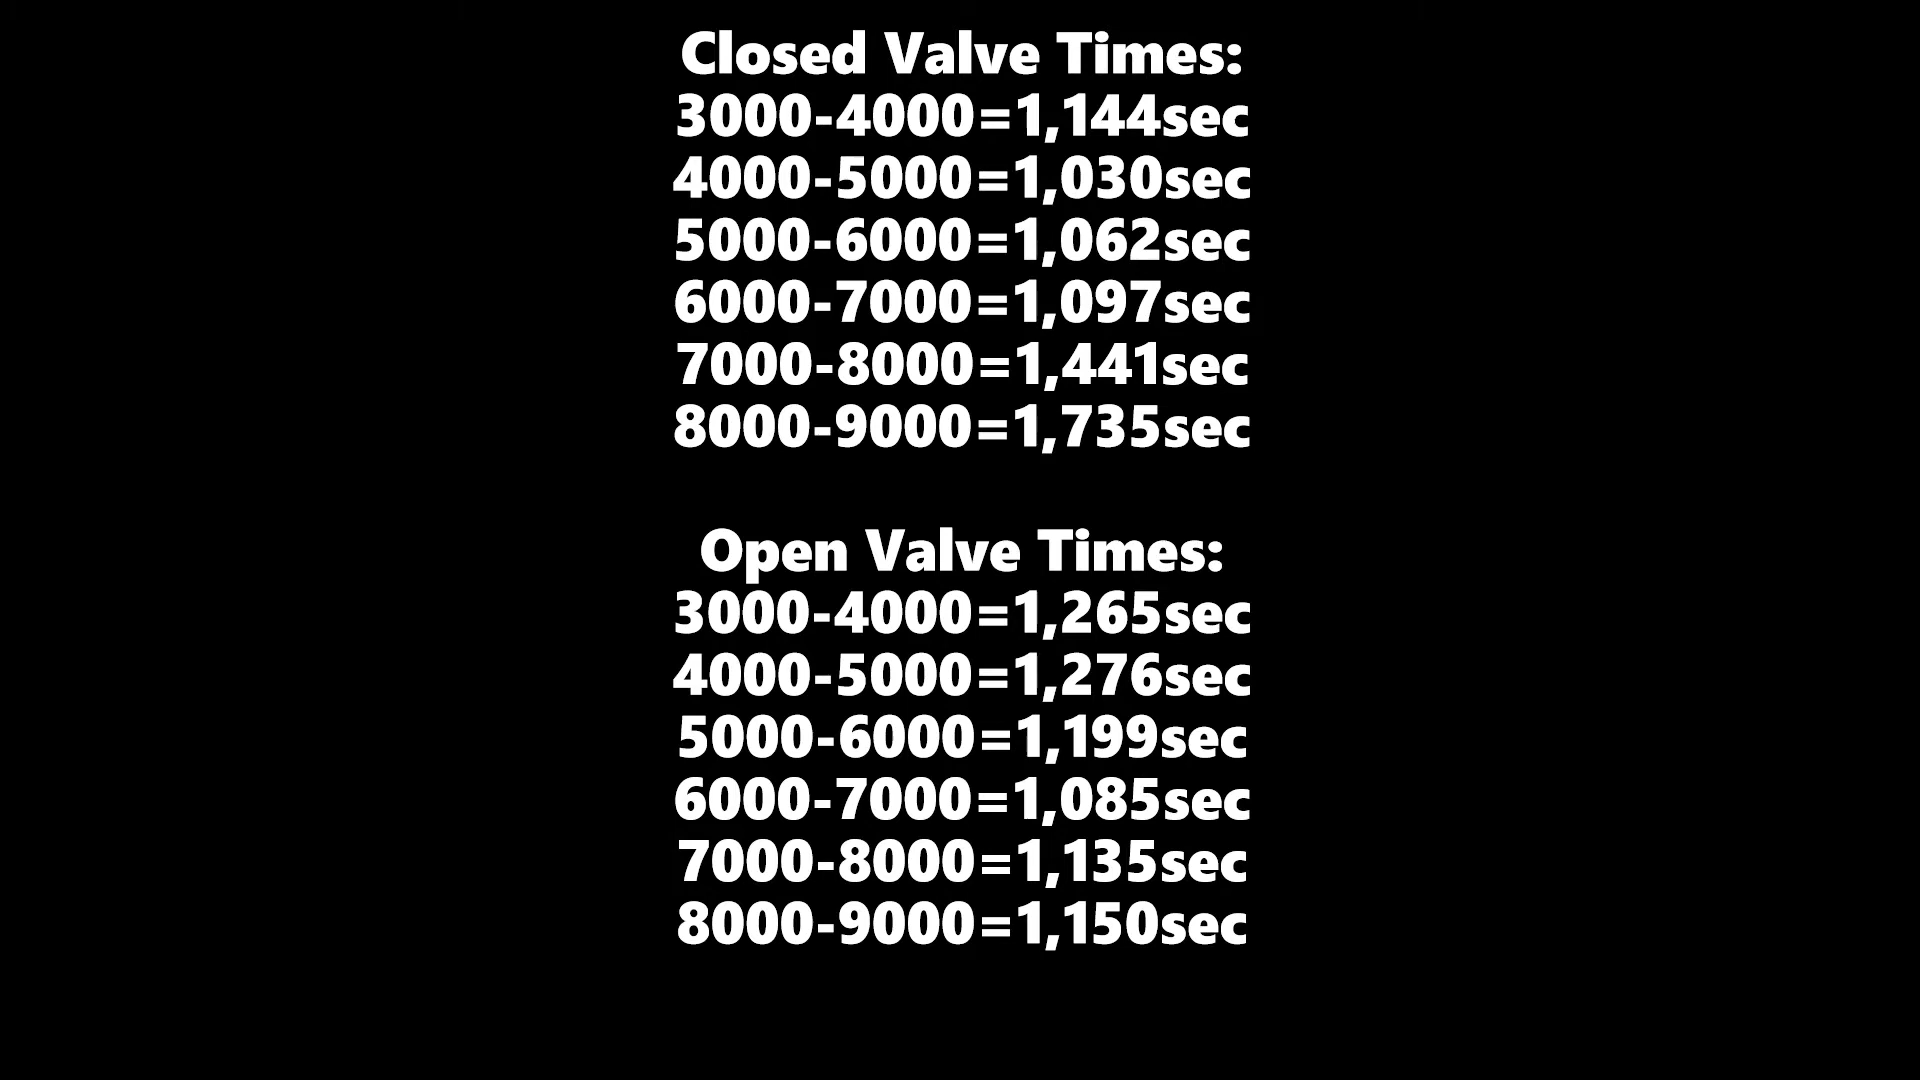 Closed Valve Times:
3000-4000=1,144sec
4000-5000=1,030sec
5000-6000=1,062sec
6000-7000=1,097sec
7000-8000=1,441sec
8000-9000=1,735sec
Open Valve Times:
3000-4000=1,265sec
4000-5000=1,276sec
5000-6000=1,199sec
6000-7000=1,085sec
7000-8000=1,135sec
8000-9000=1,150sec